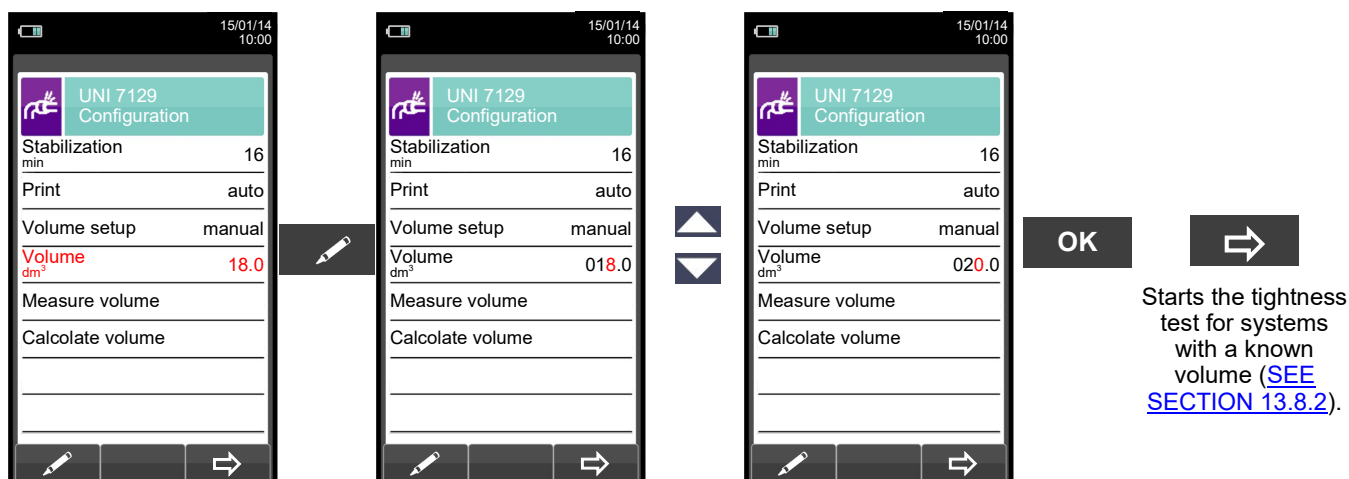 15/01/14
10:00
UNI 7129
Configuration
Stabilization
min
16
Print
auto
Volume setup
manual
Volume
dm³
18.0
Measure volume
Calcolate volume
15/01/14
10:00
UNI 7129
Configuration
Stabilization
min
16
Print
auto
Volume setup
manual
Volume
dm³
018.0
Measure volume
Calcolate volume
15/01/14
10:00
UNI 7129
Configuration
Stabilization
min
16
Print
auto
Volume setup
manual
Volume
dm³
020.0
Measure volume
Calcolate volume
OK
Starts the tightness
test for systems
with a known
volume (SEE
SECTION 13.8.2).